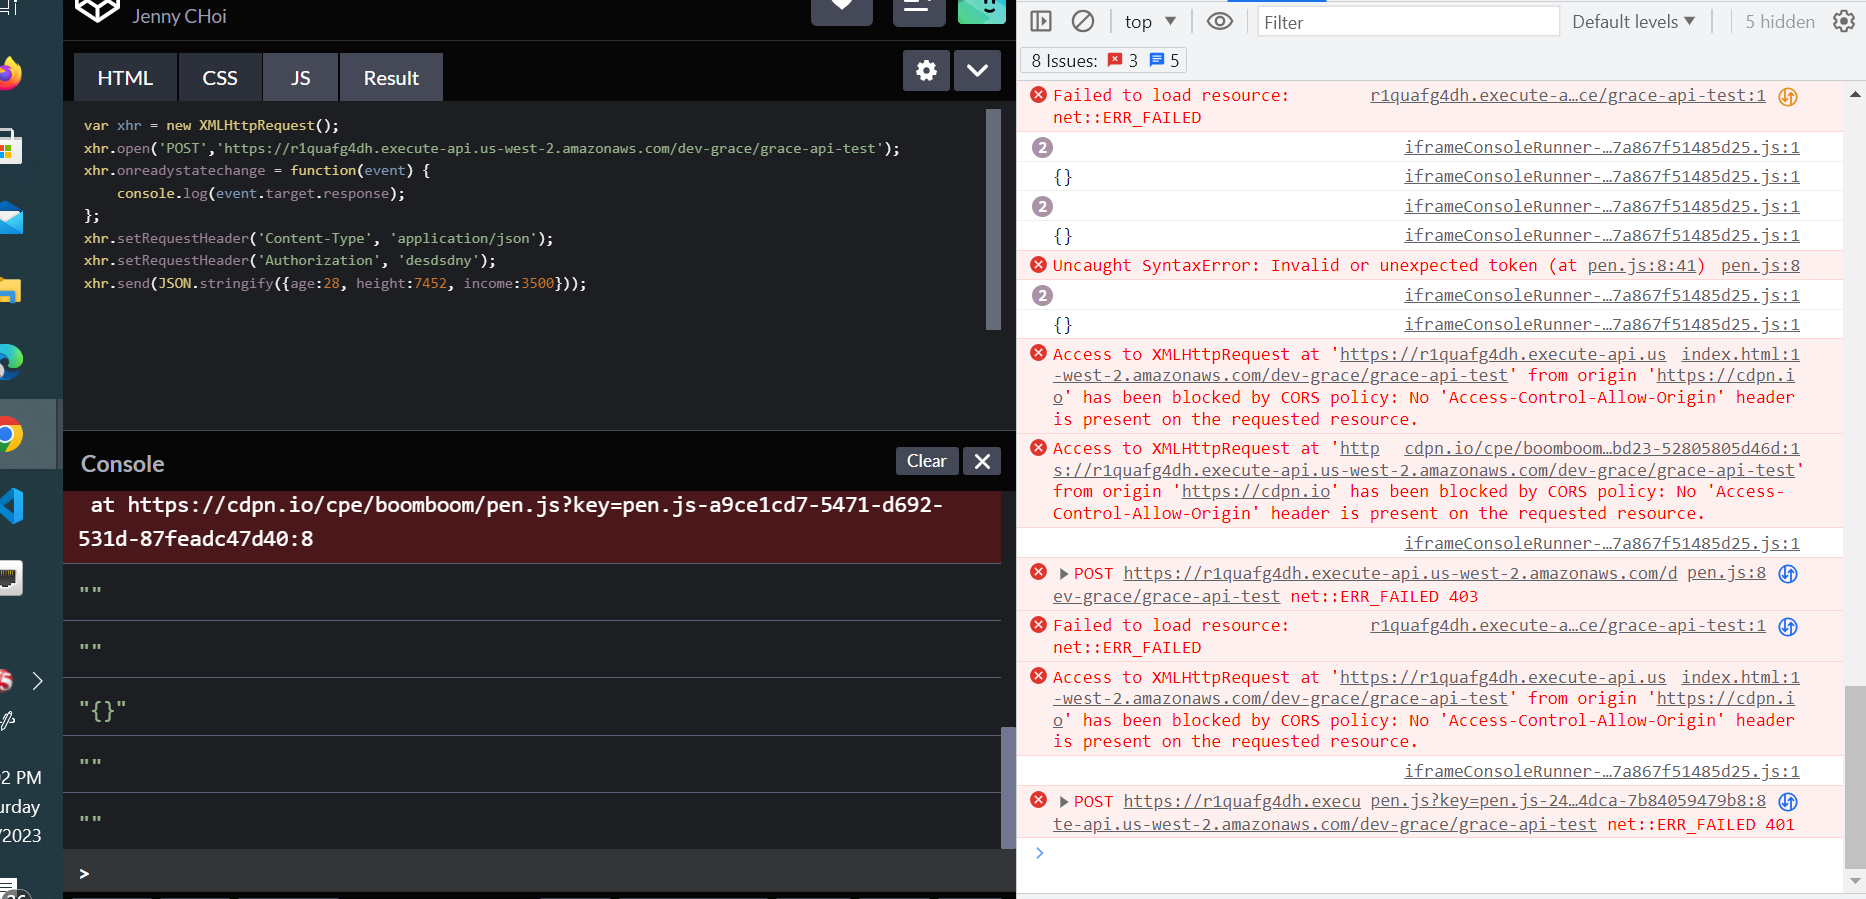 Jenny CHoi
HTML
CSS
JS
Result
var xhr = new XMLHttpRequest();
xhr.open('POST','https://r1quafg4dh.execute-api.us-west-2.amazonaws.com/dev-grace/grace-api-test');
xhr.onreadystatechange = function(event) {
console.log(event.target.response);
};
xhr.setRequestHeader('Content-Type', 'application/json');
xhr.setRequestHeader('Authorization', 'desdsdny');
xhr.send(JSON.stringify({age:28, height:7452, income:3500}));
Console
Clear
at https://cdpn.io/cpe/boomboom/pen.js?key=pen.js-a9ce1cd7-5471-d692-
531d-87feadc47d40:8
""
""
"{}"
""
""
>
2 PM
urday
/2023
top
Filter
Default levels
5 hidden
8 Issues: 3 5
Failed to load resource: r1quafg4dh.execute-a…ce/grace-api-test:1
net::ERR_FAILED
2 iframeConsoleRunner-…7a867f51485d25.js:1
{} iframeConsoleRunner-…7a867f51485d25.js:1
2 iframeConsoleRunner-…7a867f51485d25.js:1
{} iframeConsoleRunner-…7a867f51485d25.js:1
Uncaught SyntaxError: Invalid or unexpected token (at pen.js:8:41) pen.js:8
2 iframeConsoleRunner-…7a867f51485d25.js:1
{} iframeConsoleRunner-…7a867f51485d25.js:1
Access to XMLHttpRequest at 'https://r1quafg4dh.execute-api.us index.html:1
-west-2.amazonaws.com/dev-grace/grace-api-test' from origin 'https://cdpn.i
o' has been blocked by CORS policy: No 'Access-Control-Allow-Origin' header
is present on the requested resource.
Access to XMLHttpRequest at 'http cdpn.io/cpe/boomboom…bd23-52805805d46d:1
s://r1quafg4dh.execute-api.us-west-2.amazonaws.com/dev-grace/grace-api-test'
from origin 'https://cdpn.io' has been blocked by CORS policy: No 'Access-
Control-Allow-Origin' header is present on the requested resource.
iframeConsoleRunner-…7a867f51485d25.js:1
POST https://r1quafg4dh.execute-api.us-west-2.amazonaws.com/d pen.js:8
ev-grace/grace-api-test net::ERR_FAILED 403
Failed to load resource: r1quafg4dh.execute-a…ce/grace-api-test:1
net::ERR_FAILED
Access to XMLHttpRequest at 'https://r1quafg4dh.execute-api.us index.html:1
-west-2.amazonaws.com/dev-grace/grace-api-test' from origin 'https://cdpn.i
o' has been blocked by CORS policy: No 'Access-Control-Allow-Origin' header
is present on the requested resource.
iframeConsoleRunner-…7a867f51485d25.js:1
POST https://r1quafg4dh.execu pen.js?key=pen.js-24…4dca-7b84059479b8:8
te-api.us-west-2.amazonaws.com/dev-grace/grace-api-test net::ERR_FAILED 401